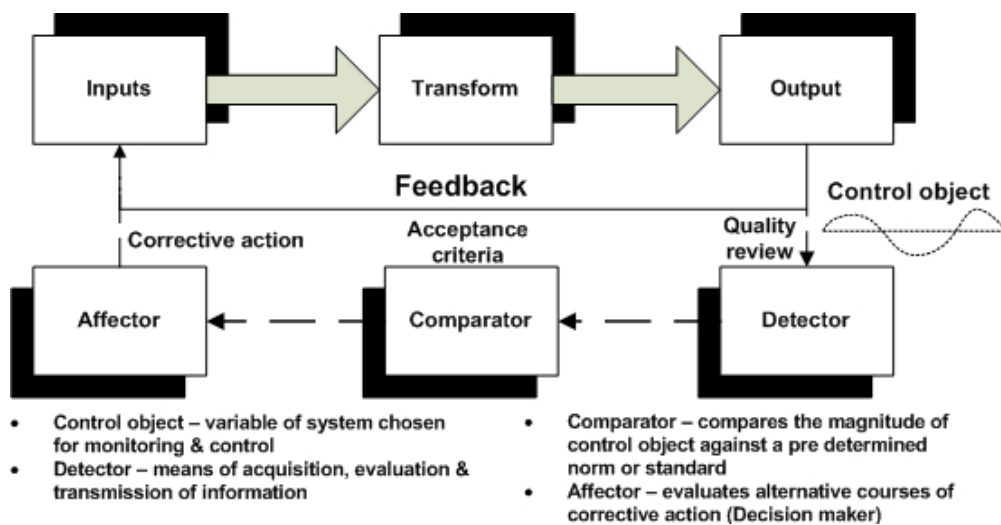 Inputs
Transform
Output
Feedback
Control object
Corrective action
Acceptance
criteria
Quality
review
Affector
Comparator
Detector
• Control object – variable of system chosen
for monitoring & control
• Detector – means of acquisition, evaluation &
transmission of information
• Comparator – compares the magnitude of
control object against a pre determined
norm or standard
• Affector – evaluates alternative courses of
corrective action (Decision maker)